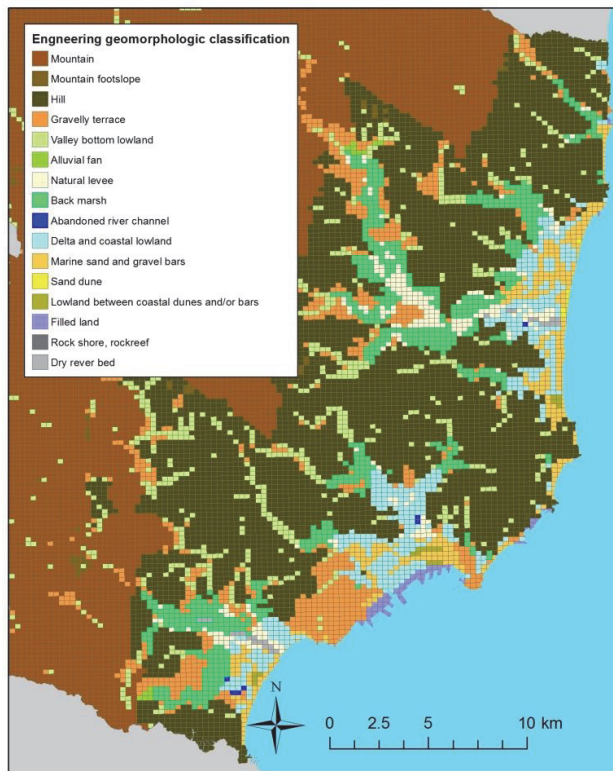 Engneering geomorphologic classification
Mountain
Mountain footslope
Hill
Gravelly terrace
Valley bottom lowland
Alluvial fan
Natural levee
Back marsh
Abandoned river channel
Delta and coastal lowland
Marine sand and gravel bars
Sand dune
Lowland between coastal dunes and/or bars
Filled land
Rock shore, rockreef
Dry rever bed
N
0 2.5 5 10 km